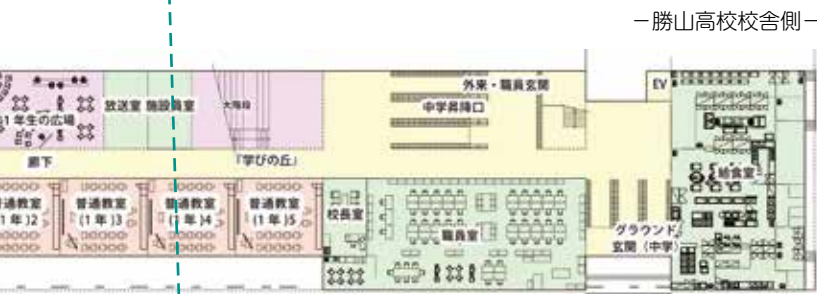 －勝山高校校舎側－
外来・職員玄関
EV
放送室
施設員室
大階段
中学昇降口
1年生の広場
給食室
廊下
『学びの丘』
普通教室
(1年)2
普通教室
(1年)3
普通教室
(1年)4
普通教室
(1年)5
校長室
職員室
グラウンド
玄関(中学)